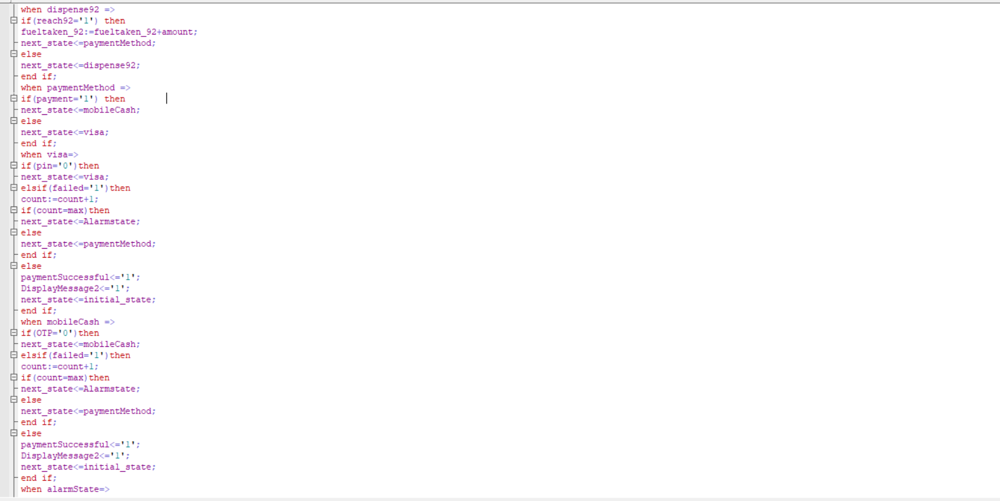 when dispense92 =>
if(reach92='1') then
fueltaken_92:=fueltaken_92+amount;
next_state<=paymentMethod;
else
next_state<=dispense92;
end if;
when paymentMethod =>
if(payment='1') then
next_state<=mobileCash;
else
next_state<=visa;
end if;
when visa=>
if(pin='0')then
next_state<=visa;
elsif(failed='1')then
count:=count+1;
if(count=max)then
next_state<=Alarmstate;
else
next_state<=paymentMethod;
end if;
else
paymentSuccessful<='1';
DisplayMessage2<='1';
next_state<=initial_state;
end if;
when mobileCash =>
if(OTP='0')then
next_state<=mobileCash;
elsif(failed='1')then
count:=count+1;
if(count=max)then
next_state<=Alarmstate;
else
next_state<=paymentMethod;
end if;
else
paymentSuccessful<='1';
DisplayMessage2<='1';
next_state<=initial_state;
end if;
when alarmState=>